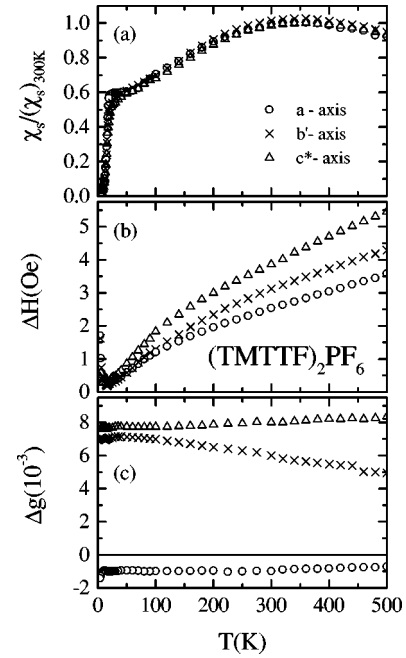 χs/(χs)300K
1.0
0.8
0.6
0.4
0.2
0.0
(a)
a - axis
b'- axis
c*- axis
ΔH(Oe)
5
4
3
2
1
0
(b)
(TMTTF)2PF6
Δg(10-3)
8
6
4
2
0
-2
(c)
0 100 200 300 400 500
T(K)